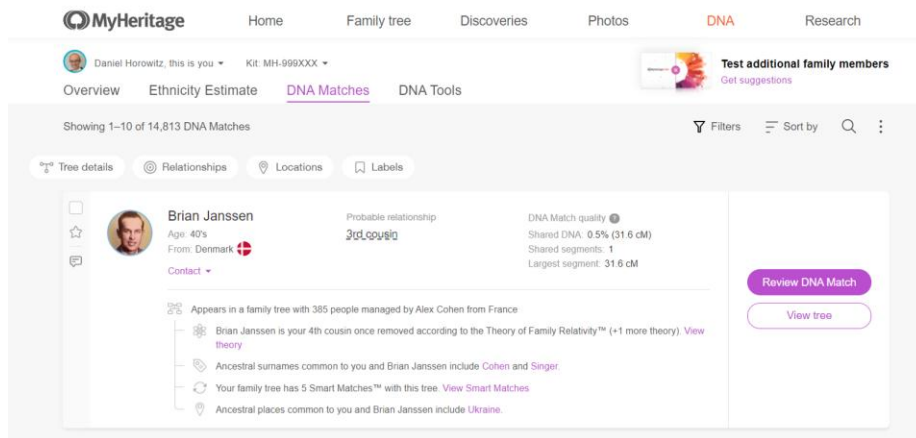 MyHeritage Home Family tree Discoveries Photos DNA Research
Daniel Horowitz, this is you Kit: MH-999XXX
Test additional family members
Get suggestions
Overview Ethnicity Estimate DNA Matches DNA Tools
Showing 1–10 of 14,813 DNA Matches
Filters Sort by
Tree details Relationships Locations Labels
Brian Janssen
Age: 40's
From: Denmark
Contact
Probable relationship
3rd cousin
DNA Match quality ?
Shared DNA: 0.5% (31.6 cM)
Shared segments: 1
Largest segment: 31.6 cM
Review DNA Match
View tree
Appears in a family tree with 385 people managed by Alex Cohen from France
Brian Janssen is your 4th cousin once removed according to the Theory of Family Relativity™ (+1 more theory). View
theory
Ancestral surnames common to you and Brian Janssen include Cohen and Singer.
Your family tree has 5 Smart Matches™ with this tree. View Smart Matches
Ancestral places common to you and Brian Janssen include Ukraine.